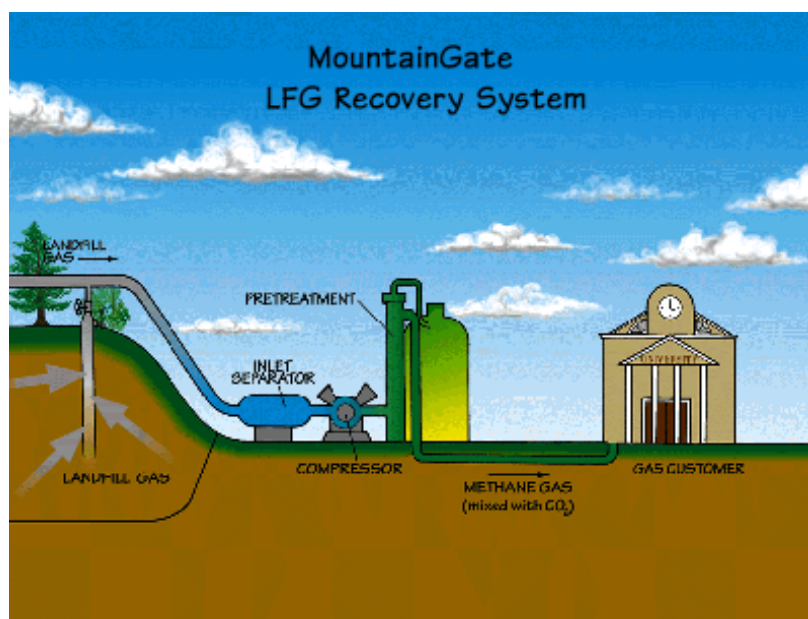 MountainGate
LFG Recovery System
LANDFILL
GAS
PRETREATMENT
INLET
SEPARATOR
UNIVERSITY
LANDFILL GAS
COMPRESSOR
METHANE GAS
(mixed with CO₂)
GAS CUSTOMER